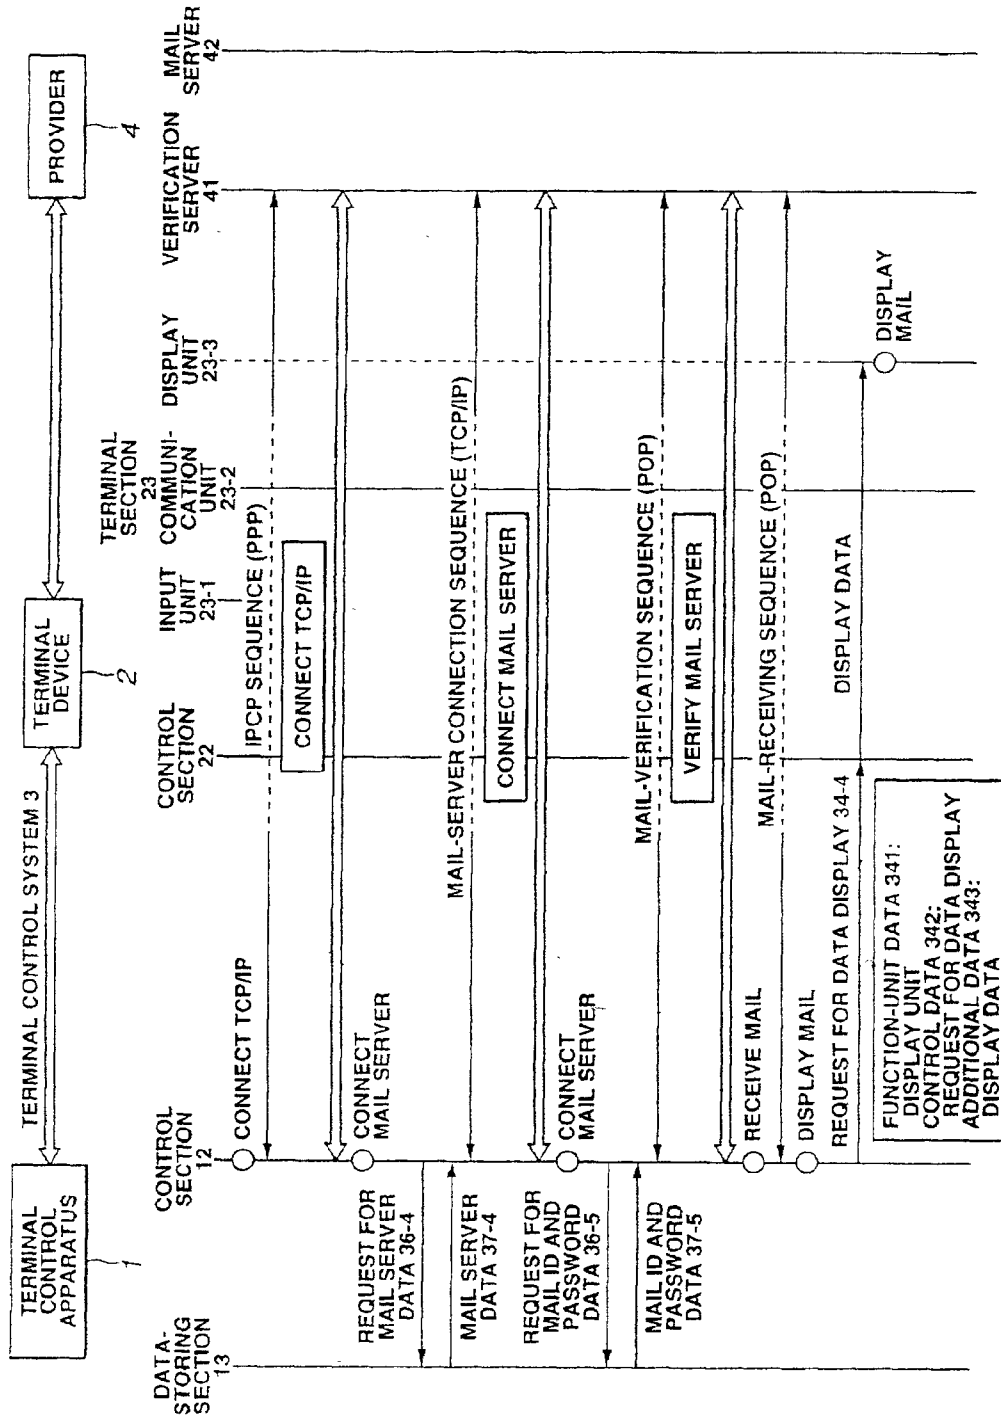 TERMINAL
CONTROL
APPARATUS
1
TERMINAL CONTROL SYSTEM 3
TERMINAL
DEVICE
2
PROVIDER
4
DATA-
STORING
SECTION
13
CONTROL
SECTION
12
CONTROL
SECTION
22
TERMINAL
SECTION
23
INPUT
UNIT
23-1
COMMUNI-
CATION
UNIT
23-2
DISPLAY
UNIT
23-3
VERIFICATION
SERVER
41
MAIL
SERVER
42
CONNECT TCP/IP
IPCP SEQUENCE (PPP)
CONNECT TCP/IP
CONNECT
MAIL SERVER
REQUEST FOR
MAIL SERVER
DATA 36-4
MAIL SERVER
DATA 37-4
MAIL-SERVER CONNECTION SEQUENCE (TCP/IP)
CONNECT MAIL SERVER
CONNECT
MAIL SERVER
REQUEST FOR
MAIL ID AND
PASSWORD
DATA 36-5
MAIL ID AND
PASSWORD
DATA 37-5
MAIL-VERIFICATION SEQUENCE (POP)
VERIFY MAIL SERVER
RECEIVE MAIL
MAIL-RECEIVING SEQUENCE (POP)
DISPLAY MAIL
REQUEST FOR DATA DISPLAY 34-4
DISPLAY DATA
DISPLAY
MAIL
FUNCTION-UNIT DATA 341:
DISPLAY UNIT
CONTROL DATA 342:
REQUEST FOR DATA DISPLAY
ADDITIONAL DATA 343:
DISPLAY DATA